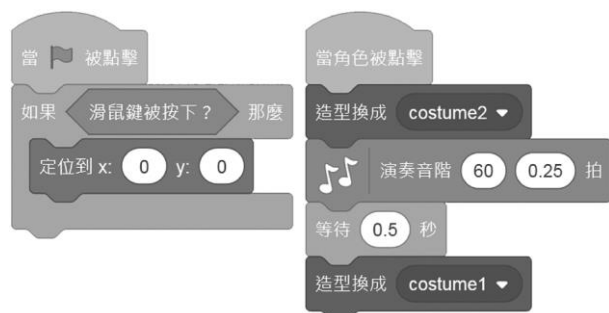 當 被點擊
如果 滑鼠鍵被按下？ 那麼
定位到 x: 0 y: 0
當角色被點擊
造型換成 costume2
演奏音階 60 0.25 拍
等待 0.5 秒
造型換成 costume1